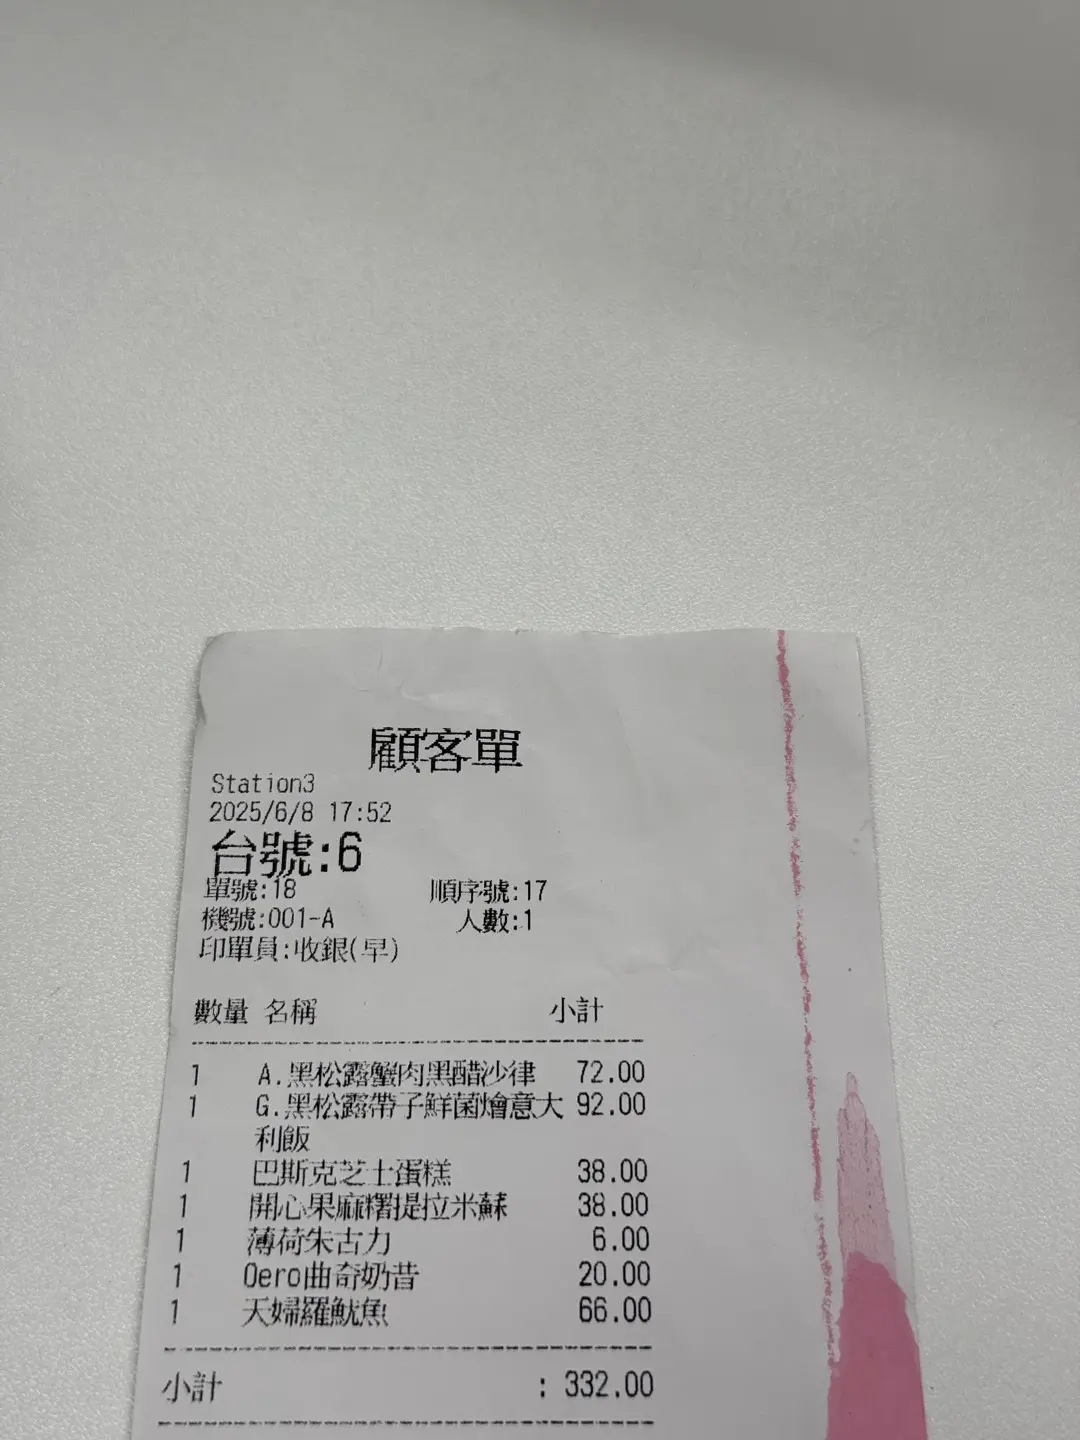 顧客單
Station3
2025/6/8 17:52
台號:6
單號:18 順序號:17
機號:001-A 人數:1
印單員:收銀(早)
數量 名稱 小計
1 A.黑松露蟹肉黑醋沙律 72.00
1 G.黑松露帶子鮮菌燴意大 92.00
利飯
1 巴斯克芝士蛋糕 38.00
1 開心果麻糬提拉米蘇 38.00
1 薄荷朱古力 6.00
1 Oero曲奇奶昔 20.00
1 天婦羅魷魚 66.00
小計 : 332.00